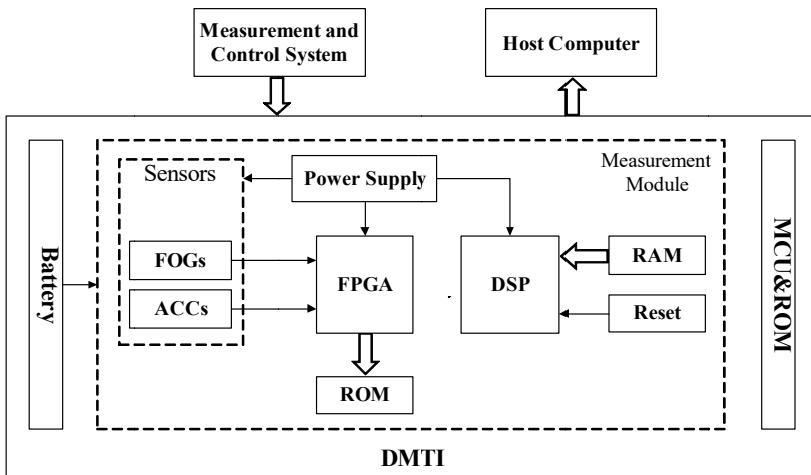 Measurement and
Control System
Host Computer
Battery
Sensors
Power Supply
Measurement
Module
FOGs
ACCs
FPGA
DSP
RAM
Reset
ROM
MCU&ROM
DMTI